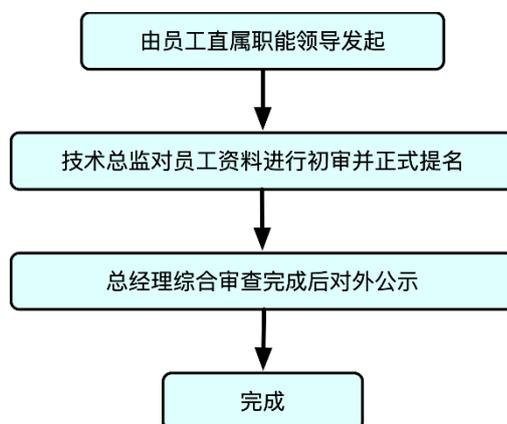 由员工直属职能领导发起
技术总监对员工资料进行初审并正式提名
总经理综合审查完成后对外公示
完成